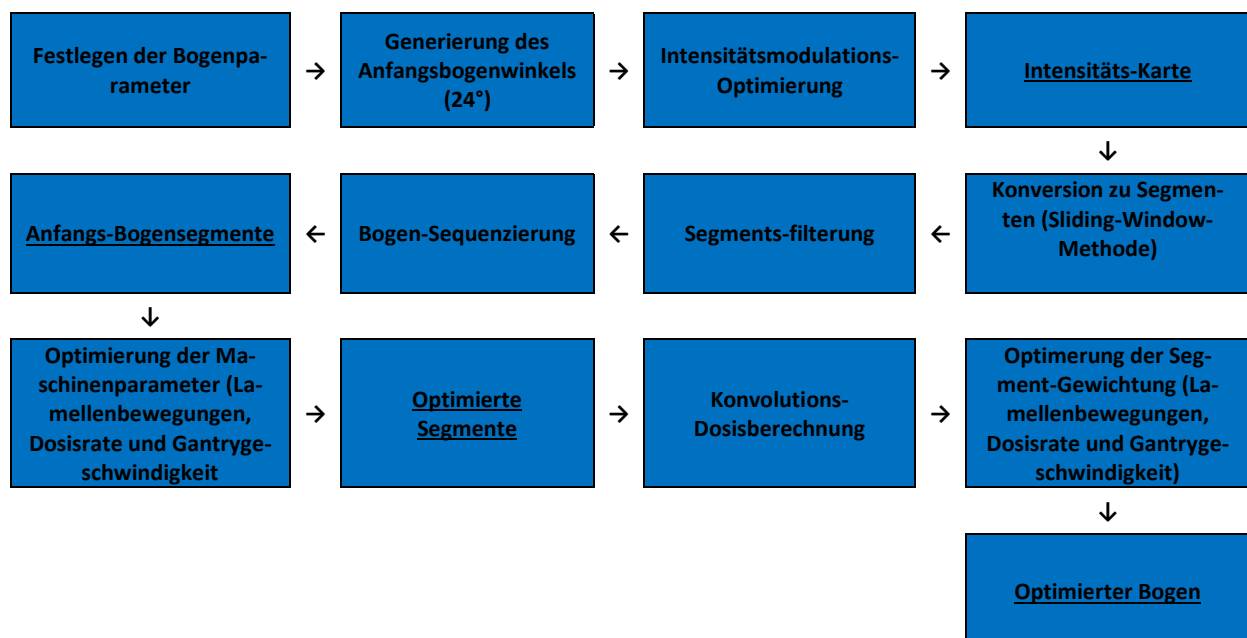 Festlegen der Bogenpa-
rameter
→
Generierung des
Anfangsbogenwinkels
(24°)
→
Intensitätsmodulations-
Optimierung
→
Intensitäts-Karte
↓
Konversion zu Segmen-
ten (Sliding-Window-
Methode)
←
Segments-filterung
←
Bogen-Sequenzierung
←
Anfangs-Bogensegmente
↓
Optimierung der Ma-
schinenparameter (La-
mellenbewegungen,
Dosisrate und Gantryge-
schwindigkeit
→
Optimierte
Segmente
→
Konvolutions-
Dosisberechnung
→
Optimerung der Seg-
ment-Gewichtung (La-
mellenbewegungen,
Dosisrate und Gantryge-
schwindigkeit)
↓
Optimierter Bogen